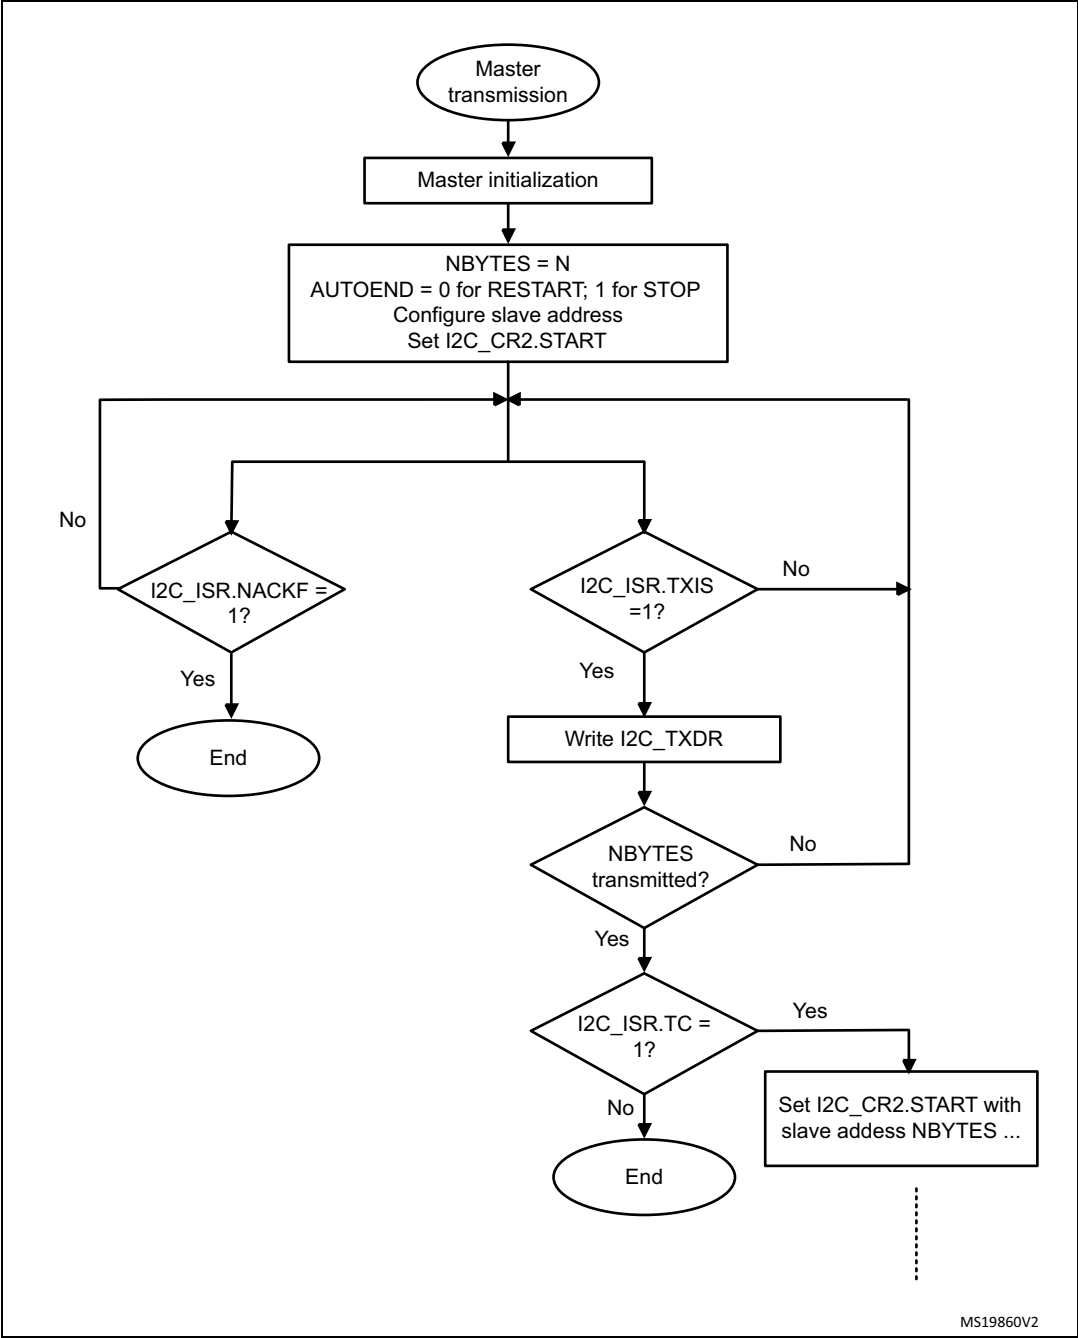 Master
transmission
Master initialization
NBYTES = N
AUTOEND = 0 for RESTART; 1 for STOP
Configure slave address
Set I2C_CR2.START
No
I2C_ISR.NACKF =
1?
Yes
End
I2C_ISR.TXIS
=1?
No
Yes
Write I2C_TXDR
NBYTES
transmitted?
No
Yes
I2C_ISR.TC =
1?
Yes
No
End
Set I2C_CR2.START with
slave addess NBYTES ...
MS19860V2